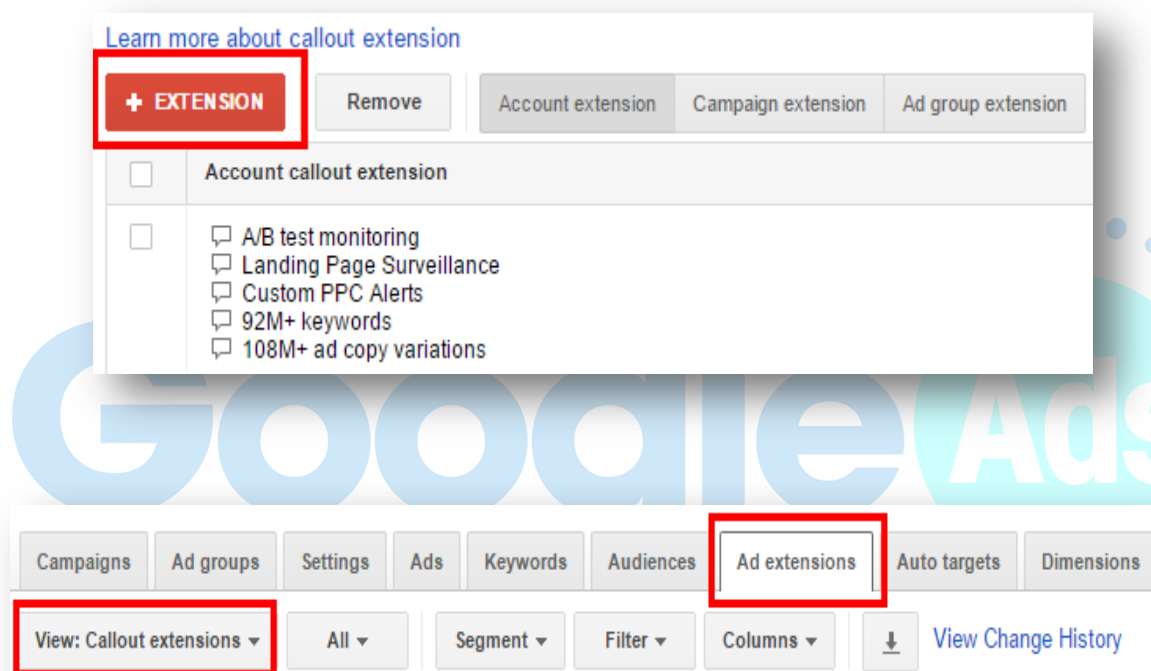 Learn more about callout extension
+ EXTENSION Remove Account extension Campaign extension Ad group extension
Account callout extension
A/B test monitoring
Landing Page Surveillance
Custom PPC Alerts
92M+ keywords
108M+ ad copy variations
Google Ads
Campaigns Ad groups Settings Ads Keywords Audiences Ad extensions Auto targets Dimensions
View: Callout extensions All Segment Filter Columns View Change History